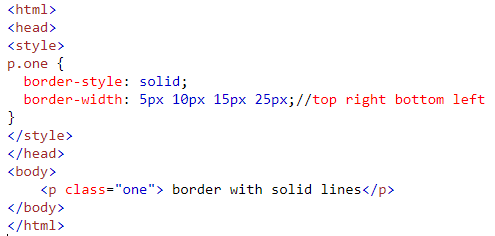 <html>
<head>
<style>
p.one {
  border-style: solid;
  border-width: 5px 10px 15px 25px;//top right bottom left
}
</style>
</head>
<body>
    <p class="one"> border with solid lines</p>
</body>
</html>